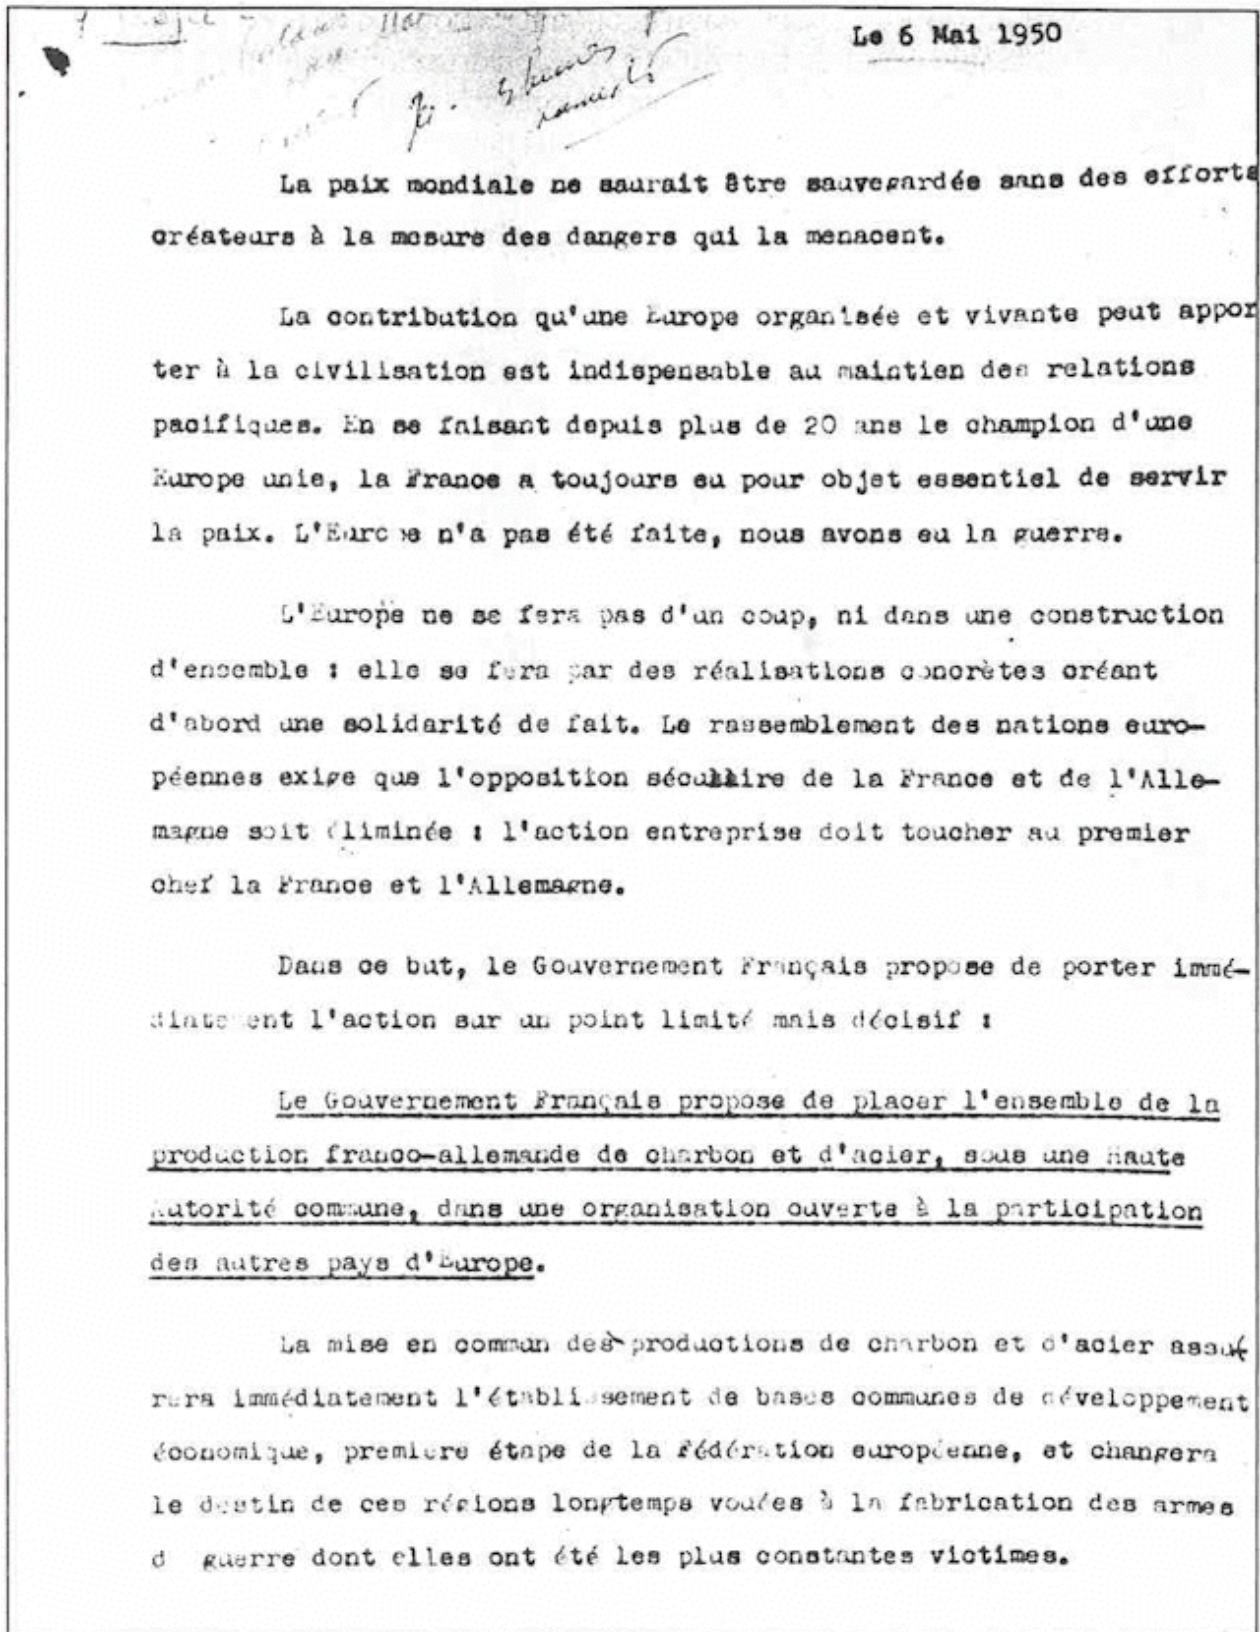 Le 6 Mai 1950
La paix mondiale ne saurait être sauvegardée sans des efforts
créateurs à la mesure des dangers qui la menacent.
La contribution qu'une Europe organisée et vivante peut appor
ter à la civilisation est indispensable au maintien des relations
pacifiques. En se faisant depuis plus de 20 ans le champion d'une
Europe unie, la France a toujours eu pour objet essentiel de servir
la paix. L'Europe n'a pas été faite, nous avons eu la guerre.
L'Europe ne se fera pas d'un coup, ni dans une construction
d'ensemble : elle se fera par des réalisations concrètes créant
d'abord une solidarité de fait. Le rassemblement des nations euro-
péennes exige que l'opposition séculaire de la France et de l'Alle-
magne soit éliminée : l'action entreprise doit toucher au premier
chef la France et l'Allemagne.
Dans ce but, le Gouvernement Français propose de porter immé-
diatement l'action sur un point limité mais décisif :
Le Gouvernement Français propose de placer l'ensemble de la
production franco-allemande de charbon et d'acier, sous une Haute
Autorité commune, dans une organisation ouverte à la participation
des autres pays d'Europe.
La mise en commun des productions de charbon et d'acier assu
rera immédiatement l'établissement de bases communes de développement
économique, première étape de la Fédération européenne, et changera
le destin de ces régions longtemps vouées à la fabrication des armes
d guerre dont elles ont été les plus constantes victimes.